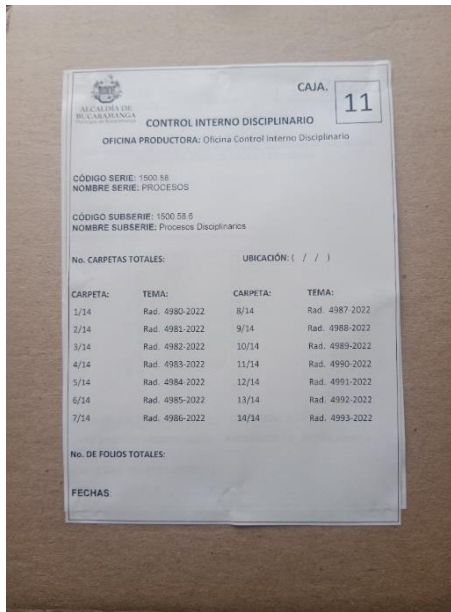 CAJA.
11
ALCALDÍA DE
BUCARAMANGA
CONTROL INTERNO DISCIPLINARIO
OFICINA PRODUCTORA: Oficina Control Interno Disciplinario
CÓDIGO SERIE: 1500.58
NOMBRE SERIE: PROCESOS
CÓDIGO SUBSERIE: 1500.58.6
NOMBRE SUBSERIE: Procesos Disciplinarios
No. CARPETAS TOTALES: UBICACIÓN: ( / / )
CARPETA: TEMA: CARPETA: TEMA:
1/14 Rad. 4980-2022 8/14 Rad. 4987-2022
2/14 Rad. 4981-2022 9/14 Rad. 4988-2022
3/14 Rad. 4982-2022 10/14 Rad. 4989-2022
4/14 Rad. 4983-2022 11/14 Rad. 4990-2022
5/14 Rad. 4984-2022 12/14 Rad. 4991-2022
6/14 Rad. 4985-2022 13/14 Rad. 4992-2022
7/14 Rad. 4986-2022 14/14 Rad. 4993-2022
No. DE FOLIOS TOTALES:
FECHAS